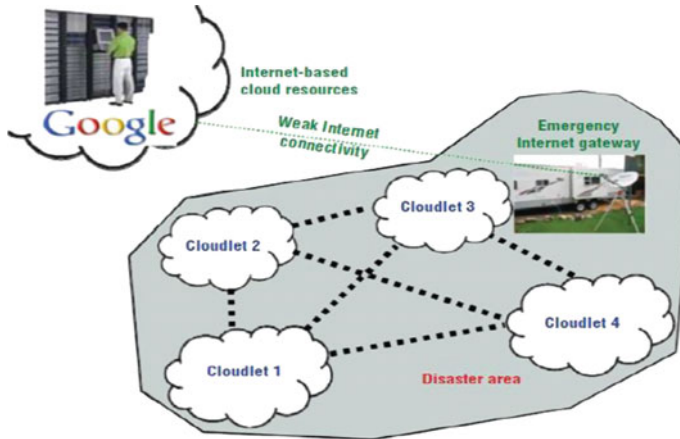 Internet-based
cloud resources
Google
Weak Internet
connectivity
Emergency
Internet gateway
Cloudlet 3
Cloudlet 2
Cloudlet 4
Cloudlet 1
Disaster area